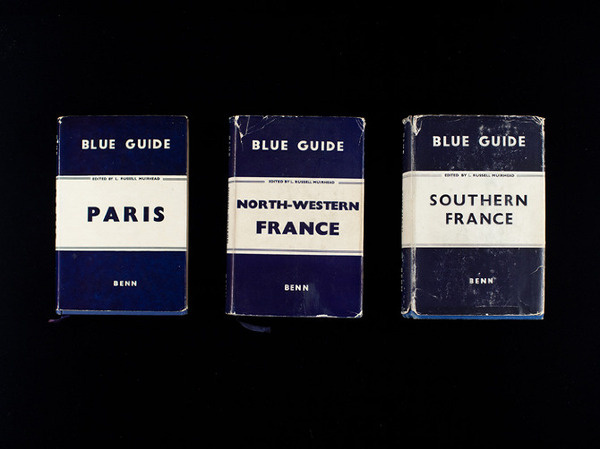 BLUE GUIDE
EDITED BY L. RUSSELL MUIRHEAD
PARIS
BENN
BLUE GUIDE
EDITED BY L. RUSSELL MUIRHEAD
NORTH-WESTERN
FRANCE
BENN
BLUE GUIDE
EDITED BY L. RUSSELL MUIRHEAD
SOUTHERN
FRANCE
BENN